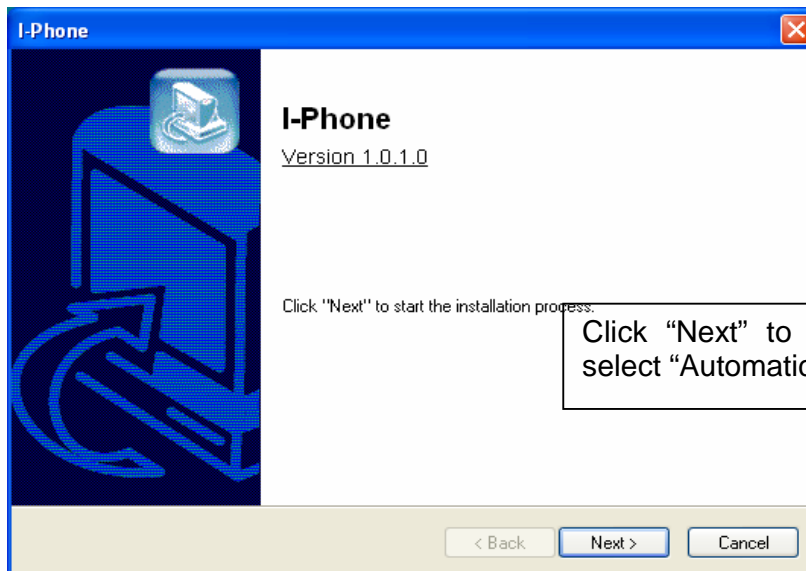 I-Phone
I-Phone
Version 1.0.1.0
Click "Next" to start the installation process.
Click “Next” to
select “Automatic
< Back
Next >
Cancel